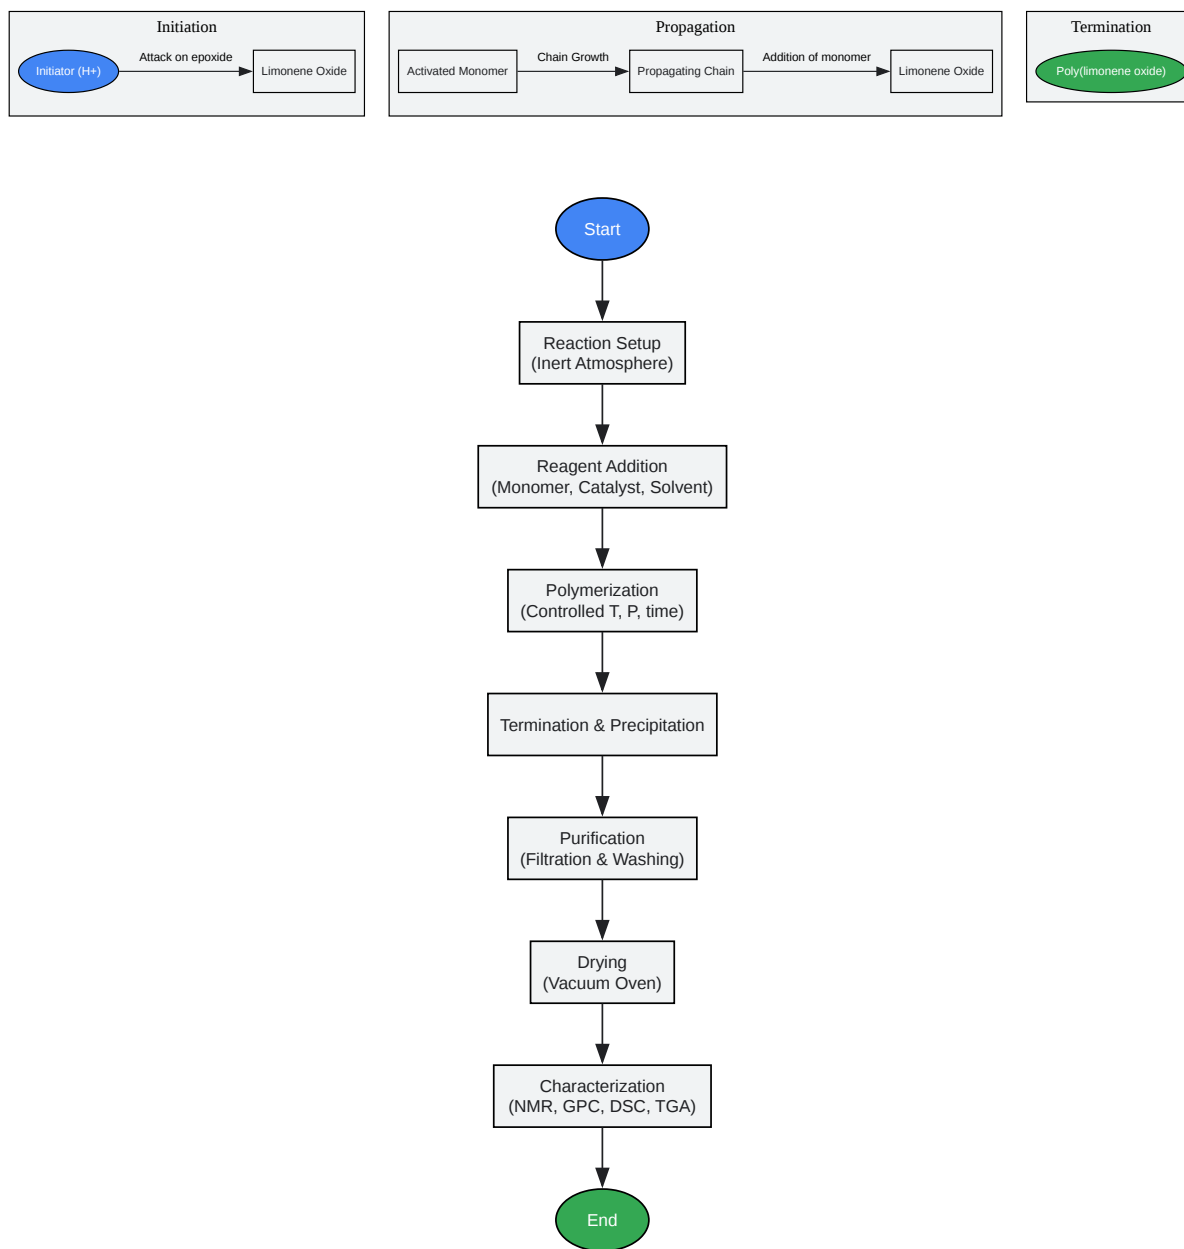 Initiation
Initiator (H+)
Attack on epoxide
Limonene Oxide
Propagation
Activated Monomer
Chain Growth
Propagating Chain
Addition of monomer
Limonene Oxide
Termination
Poly(limonene oxide)
Start
Reaction Setup
(Inert Atmosphere)
Reagent Addition
(Monomer, Catalyst, Solvent)
Polymerization
(Controlled T, P, time)
Termination & Precipitation
Purification
(Filtration & Washing)
Drying
(Vacuum Oven)
Characterization
(NMR, GPC, DSC, TGA)
End